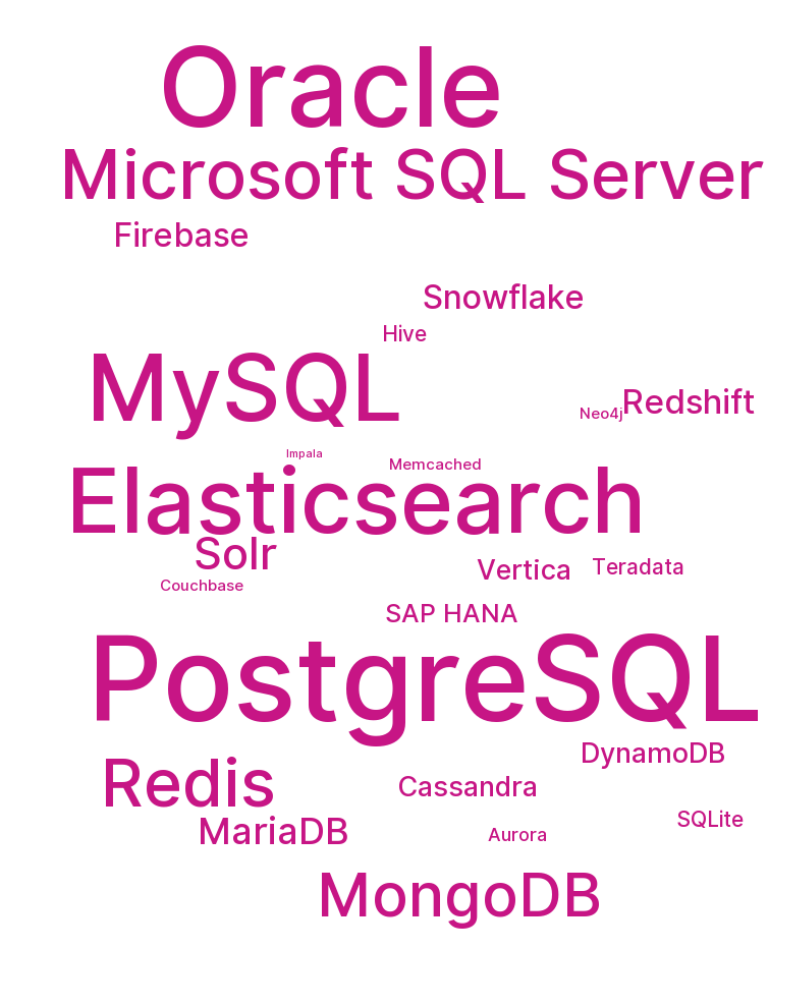 Oracle
Microsoft SQL Server
Firebase
Snowflake
Hive
MySQL
Neo4j
Redshift
Impala
Memcached
Elasticsearch
Solr
Vertica
Teradata
Couchbase
SAP HANA
PostgreSQL
DynamoDB
Redis
Cassandra
SQLite
MariaDB
Aurora
MongoDB